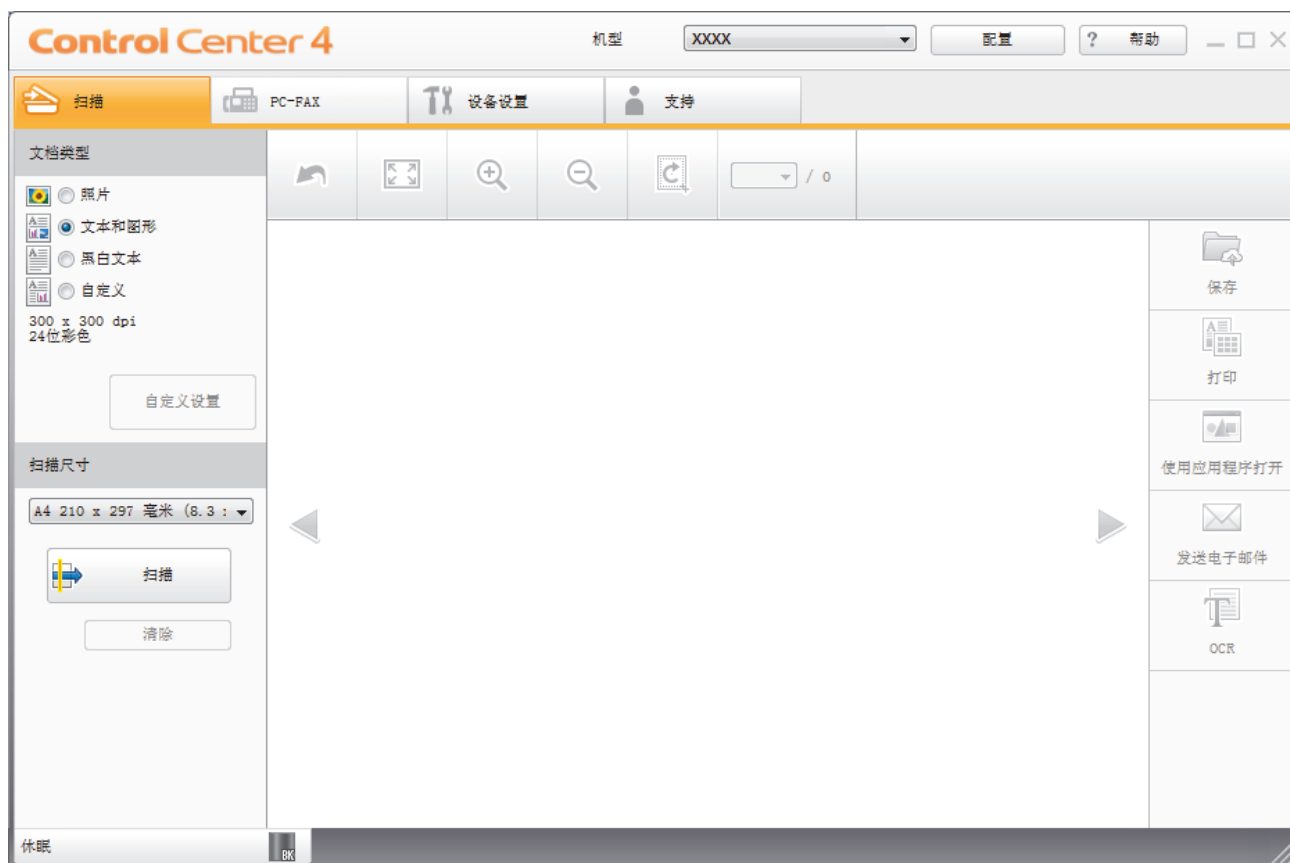 Control Center 4
机型
XXXX
配置
? 帮助
扫描
PC-FAX
设备设置
支持
文档类型
照片
文本和图形
黑白文本
自定义
300 x 300 dpi
24位彩色
自定义设置
扫描尺寸
A4 210 x 297 毫米 (8.3 :
扫描
清除
/ 0
保存
打印
使用应用程序打开
发送电子邮件
OCR
休眠
BK